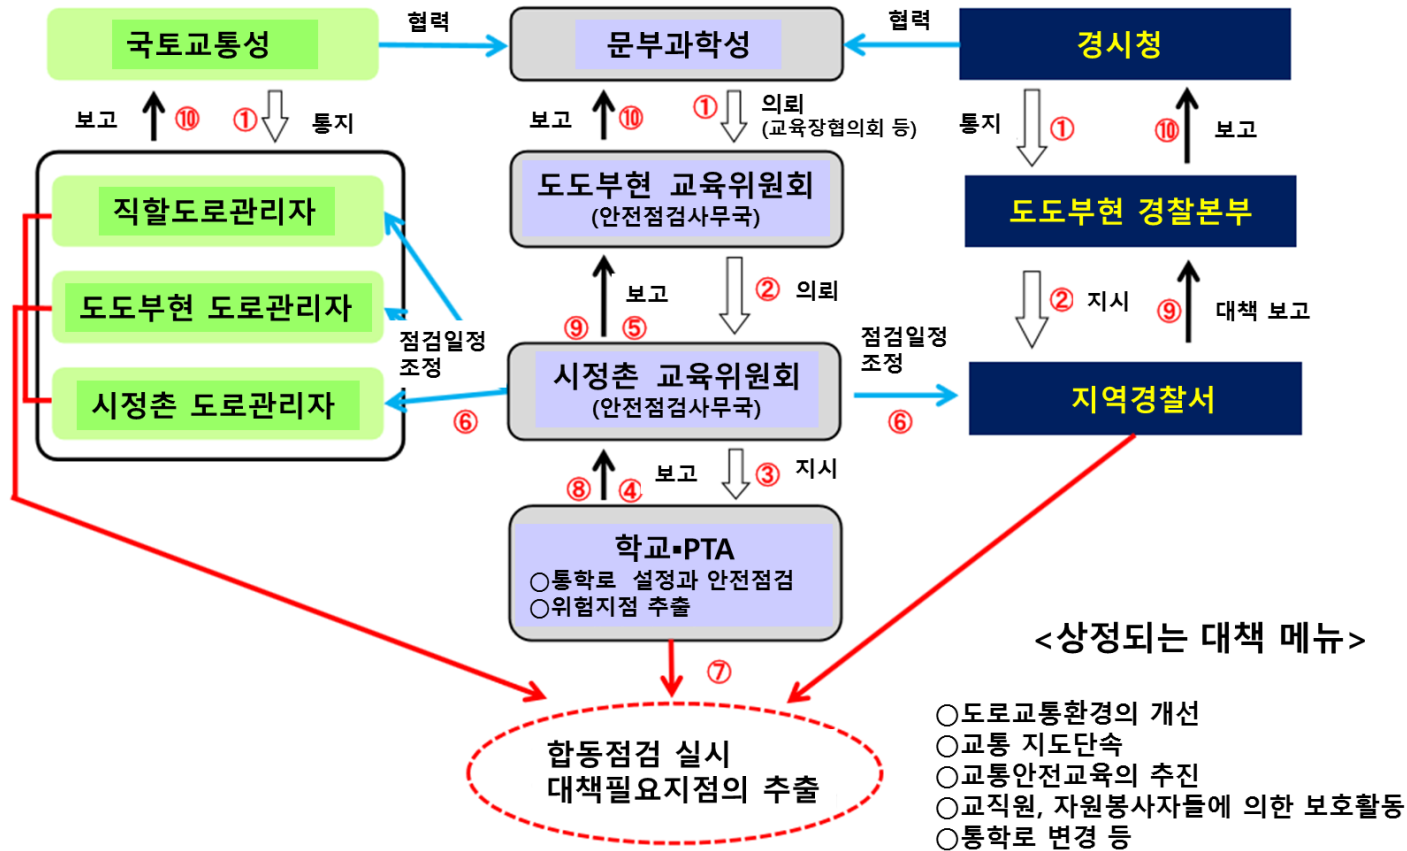 국토교통성
협력
문부과학성
협력
경시청
보고
⑩
①
통지
보고
⑩
①
의뢰
(교육장협의회 등)
통지
①
⑩
보고
직할도로관리자
도도부현 교육위원회
(안전점검사무국)
도도부현 경찰본부
도도부현 도로관리자
점검일정
조정
보고
⑨
⑤
②
의뢰
②
지시
⑨
대책 보고
시정촌 도로관리자
⑥
시정촌 교육위원회
(안전점검사무국)
점검일정
조정
⑥
지역경찰서
⑧
④
보고
③
지시
학교▪PTA
○통학로 설정과 안전점검
○위험지점 추출
⑦
합동점검 실시
대책필요지점의 추출
<상정되는 대책 메뉴>
○도로교통환경의 개선
○교통 지도단속
○교통안전교육의 추진
○교직원, 자원봉사자들에 의한 보호활동
○통학로 변경 등